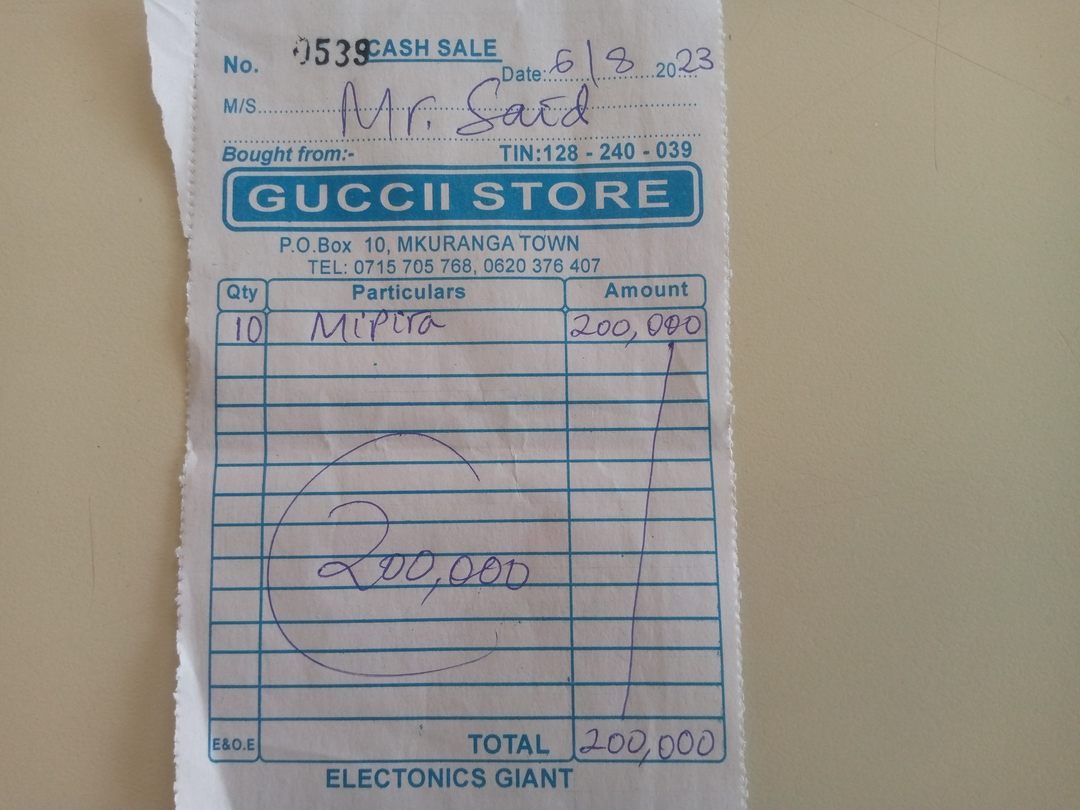 No. 0539 CASH SALE
Date: 6/8 2023
M/S Mr. Said
Bought from:- TIN:128 - 240 - 039
GUCCII STORE
P.O.Box 10, MKURANGA TOWN
TEL: 0715 705 768, 0620 376 407
Qty Particulars Amount
10 Mipira 200,000
200,000
E&O.E TOTAL 200,000
ELECTONICS GIANT